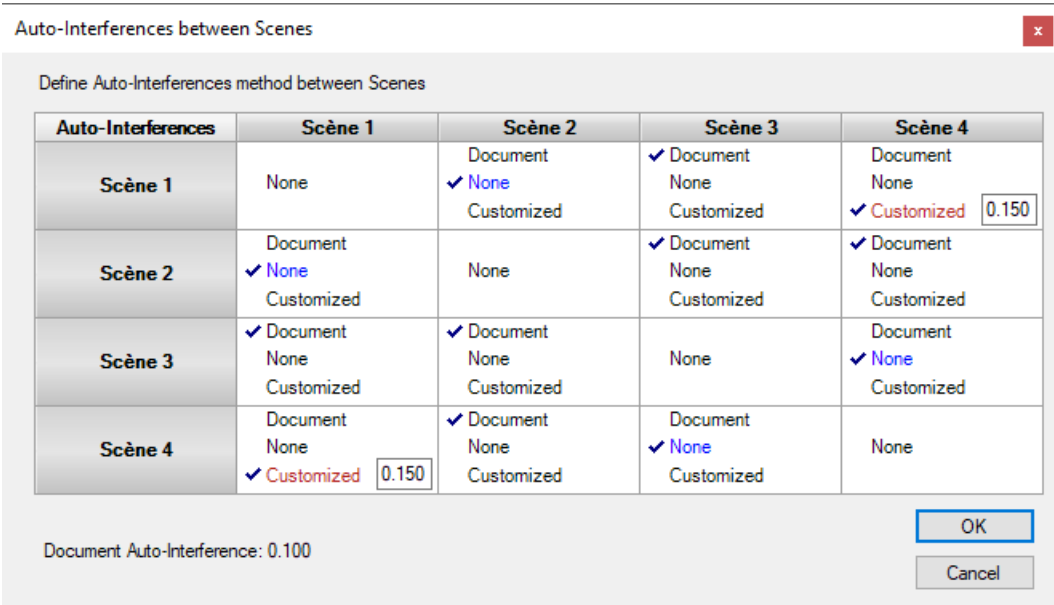 Auto-Interferences between Scenes
x
Define Auto-Interferences method between Scenes
Auto-Interferences Scène 1 Scène 2 Scène 3 Scène 4
Document Document Document
Scène 1 None None None None
Customized Customized Customized 0.150
Document Document Document
Scène 2 None None None None
Customized Customized Customized
Document Document Document
Scène 3 None None None None
Customized Customized Customized
Document Document Document
Scène 4 None None None None
Customized 0.150 Customized Customized
Document Auto-Interference: 0.100
OK
Cancel